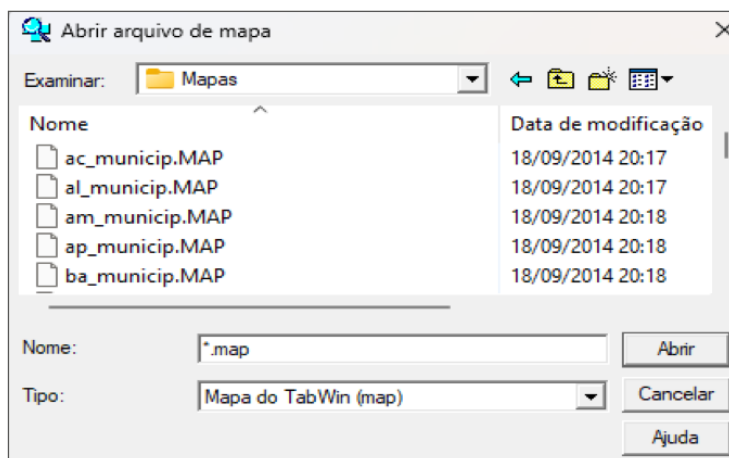 Abrir arquivo de mapa
Examinar: Mapas
Nome Data de modificação
ac_municip.MAP 18/09/2014 20:17
al_municip.MAP 18/09/2014 20:17
am_municip.MAP 18/09/2014 20:18
ap_municip.MAP 18/09/2014 20:18
ba_municip.MAP 18/09/2014 20:18
Nome: *.map Abrir
Tipo: Mapa do TabWin (map) Cancelar
Ajuda